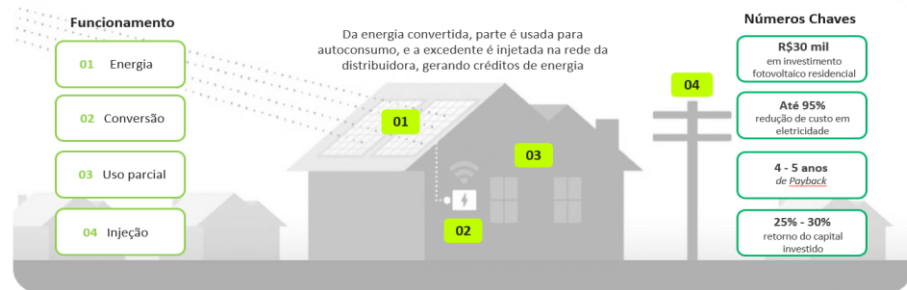 Funcionamento
01 Energia
02 Conversão
03 Uso parcial
04 Injeção
Da energia convertida, parte é usada para
autoconsumo, e a excedente é injetada na rede da
distribuidora, gerando créditos de energia
01
02
03
04
Números Chaves
R$30 mil
em investimento
fotovoltaico residencial
Até 95%
redução de custo em
eletricidade
4 - 5 anos
de Payback
25% - 30%
retorno do capital
investido